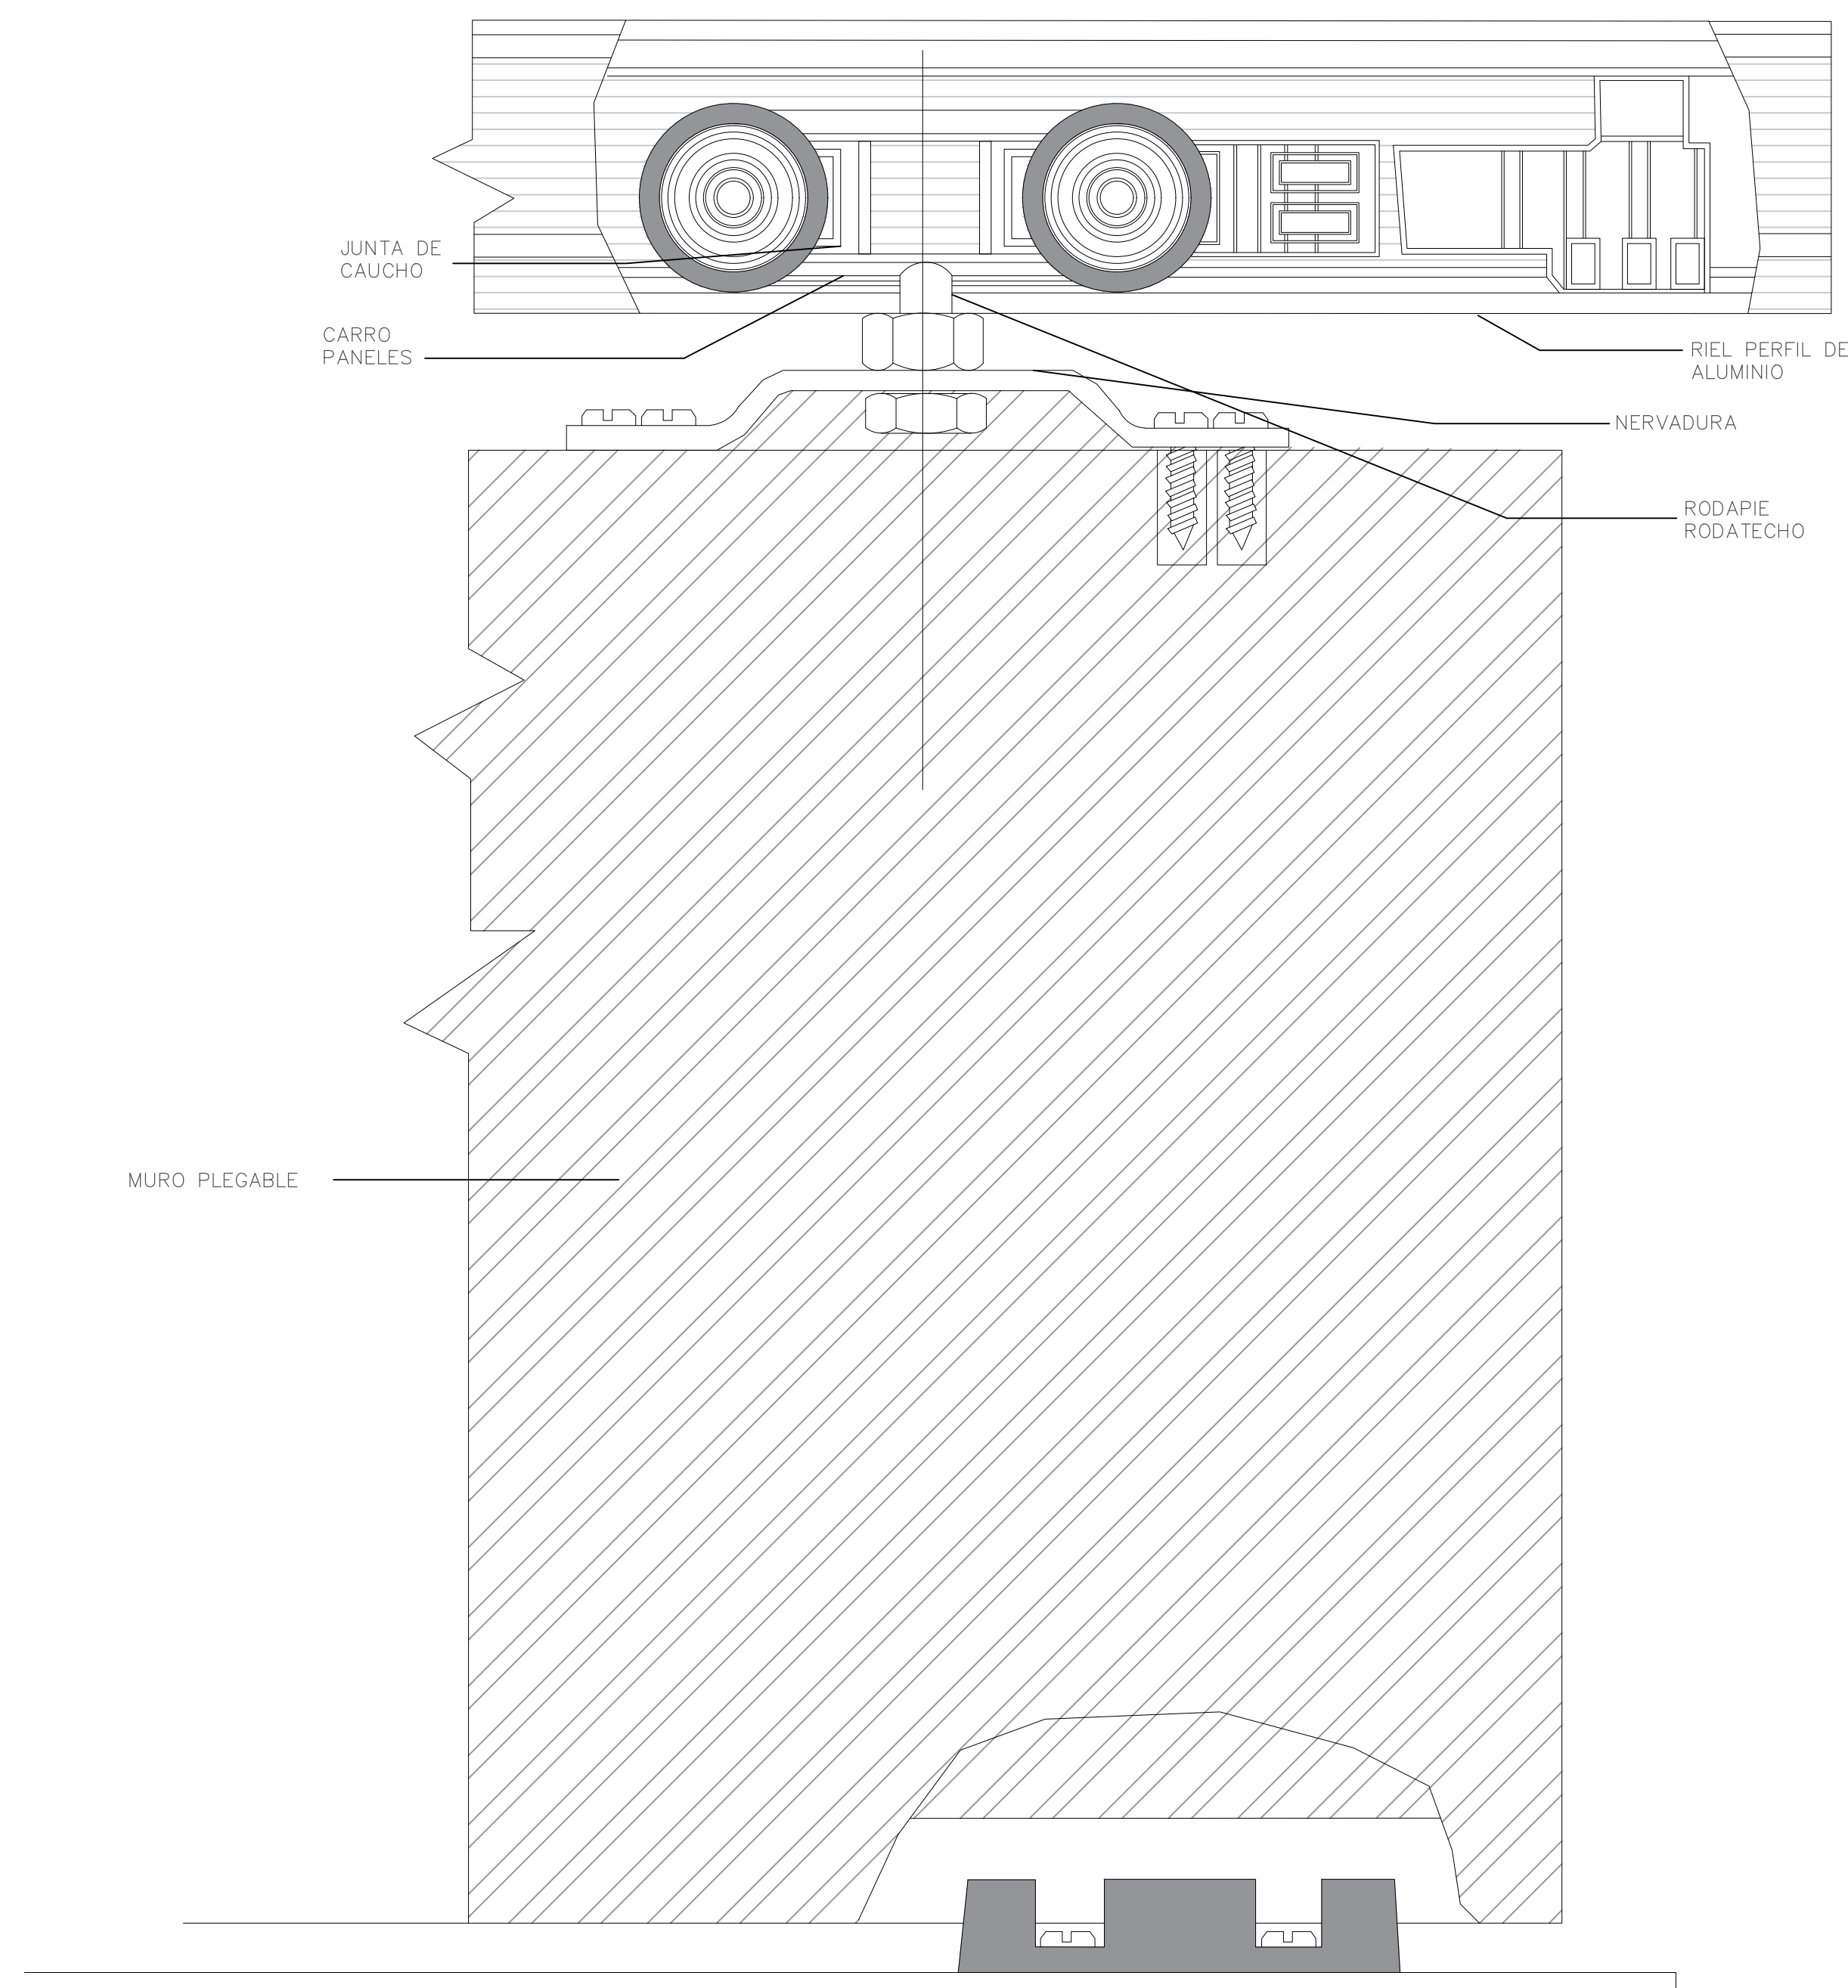 JUNTA DE
CAUCHO
CARRO
PANELES
RIEL PERFIL DE
ALUMINIO
NERVADURA
RODAPIE
RODATECHO
MURO PLEGABLE